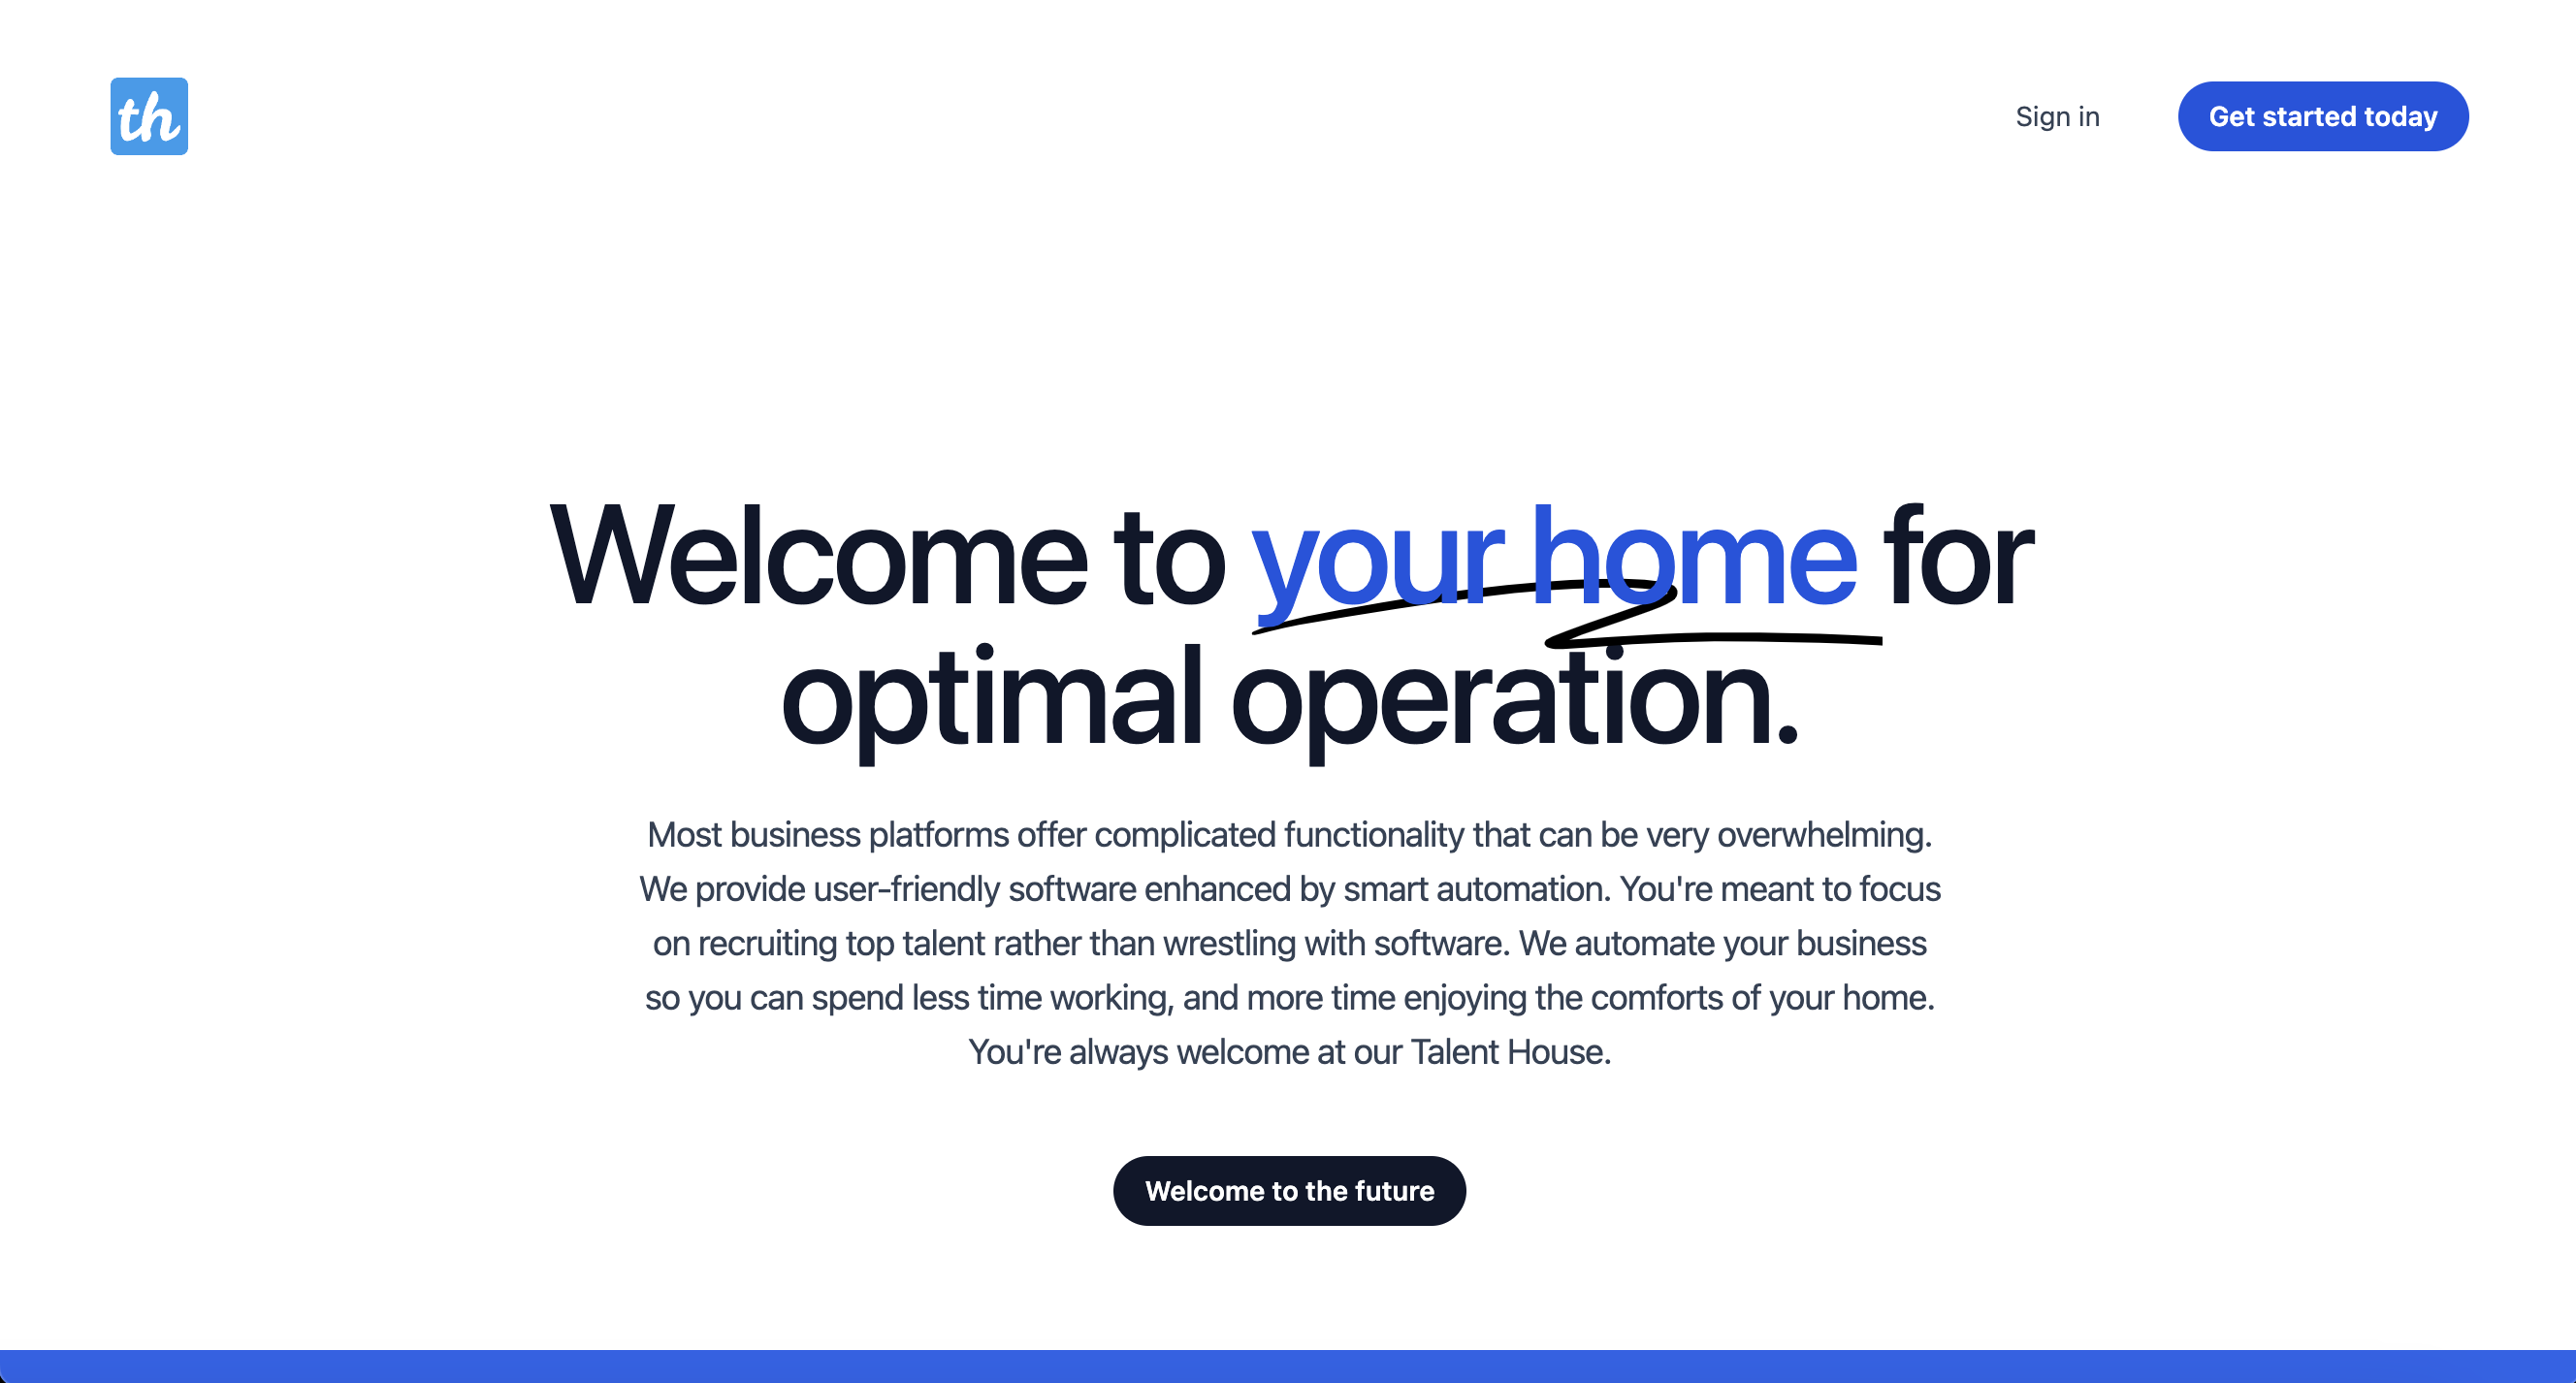 th
Sign in
Get started today
Welcome to your home for
optimal operation.
Most business platforms offer complicated functionality that can be very overwhelming.
We provide user-friendly software enhanced by smart automation. You're meant to focus
on recruiting top talent rather than wrestling with software. We automate your business
so you can spend less time working, and more time enjoying the comforts of your home.
You're always welcome at our Talent House.
Welcome to the future